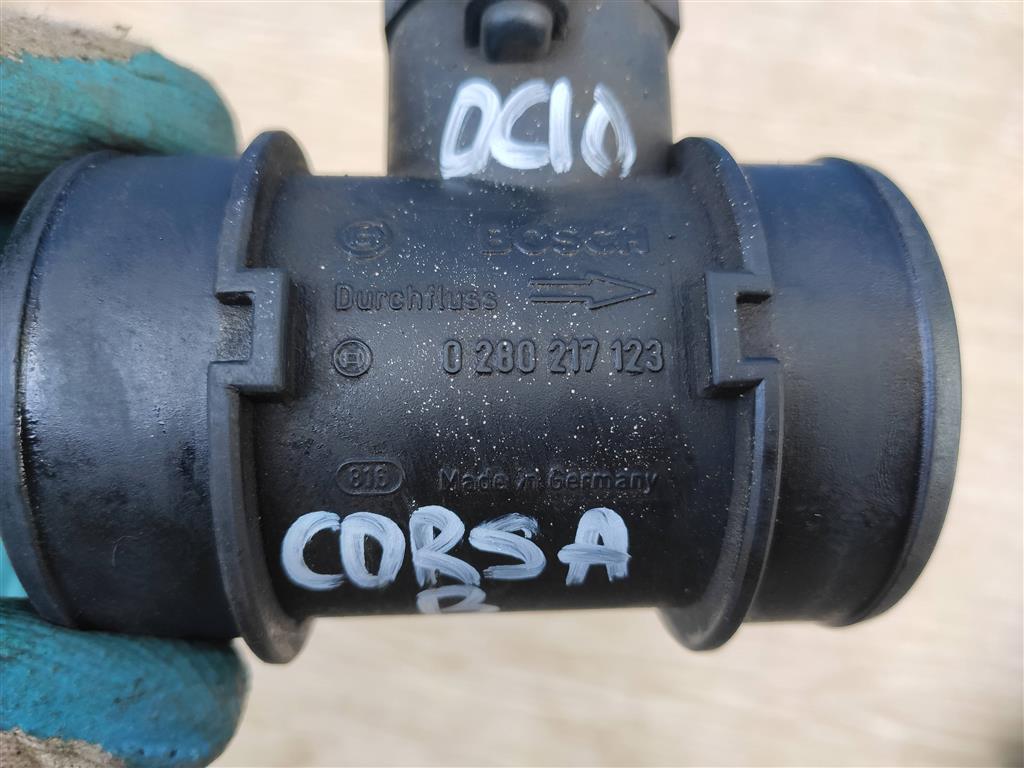 DC10
BOSCH
Durchfluss
0 280 217 123
816 Made in Germany
CORSA
B